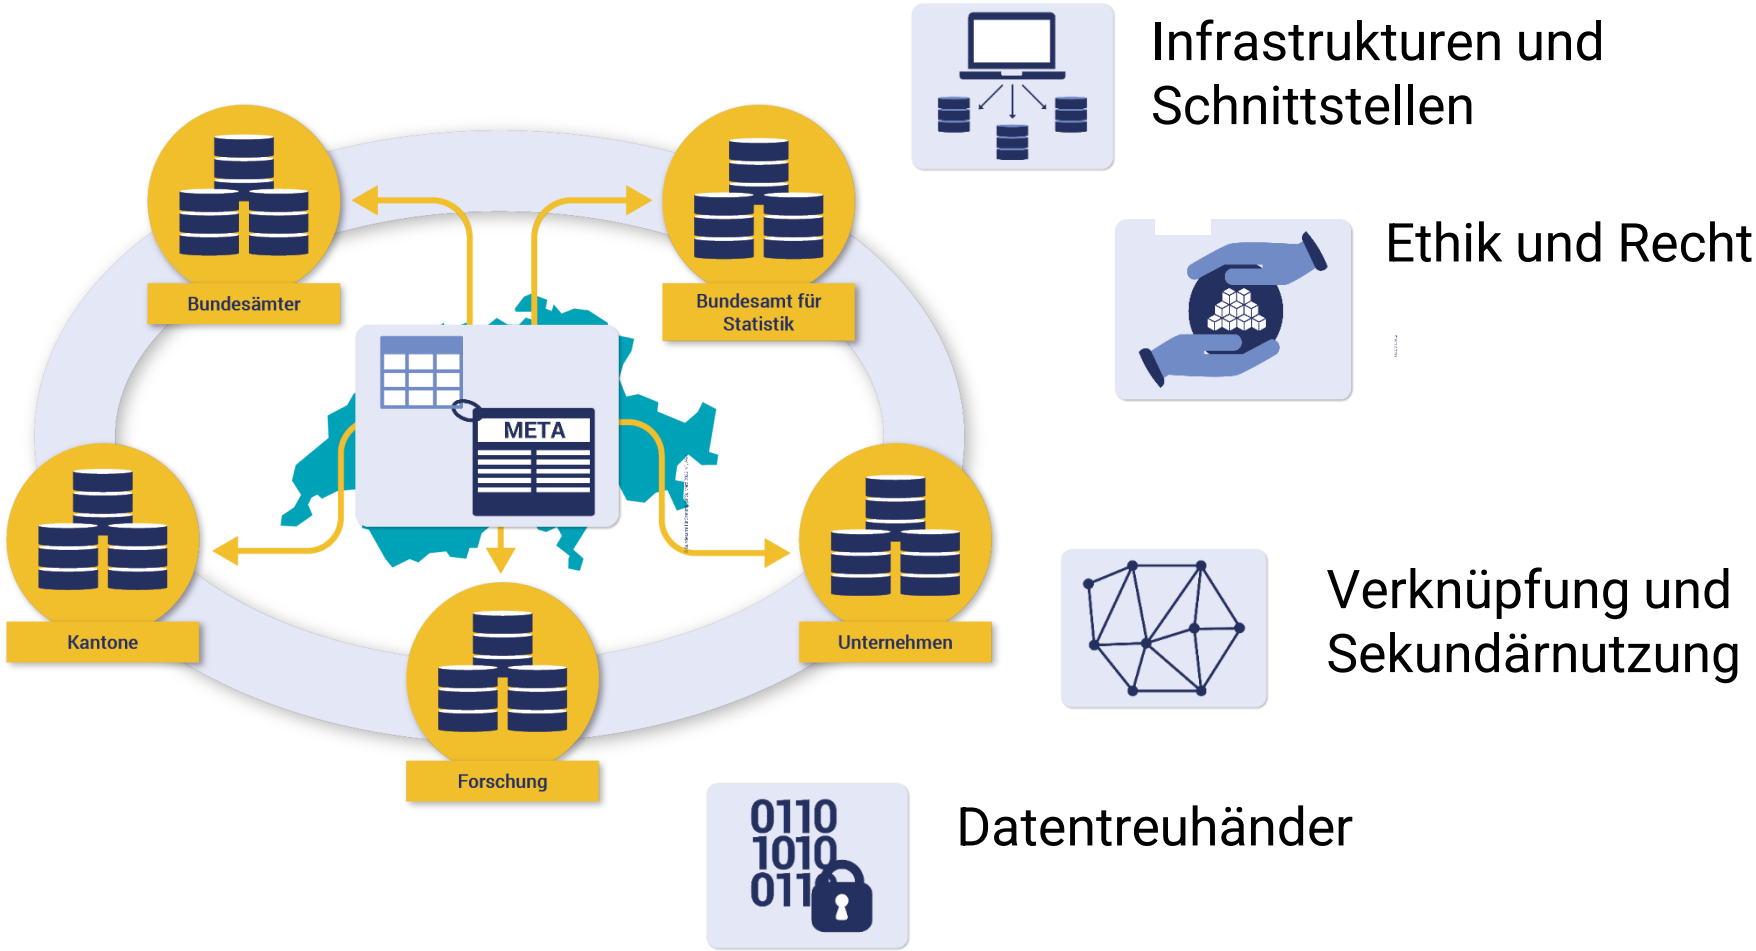 Infrastrukturen und
Schnittstellen
Ethik und Recht
Bundesämter
Bundesamt für
Statistik
META
Kantone
Unternehmen
Forschung
Verknüpfung und
Sekundärnutzung
0110
1010
011
Datentreuhänder